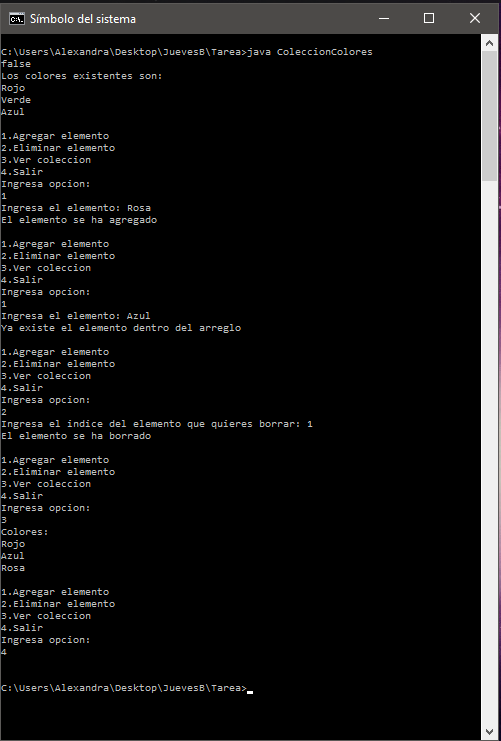 Símbolo del sistema
C:\Users\Alexandra\Desktop\JuevesB\Tarea>java ColeccionColores
false
Los colores existentes son:
Rojo
Verde
Azul
1.Agregar elemento
2.Eliminar elemento
3.Ver coleccion
4.Salir
Ingresa opcion:
1
Ingresa el elemento: Rosa
El elemento se ha agregado
1.Agregar elemento
2.Eliminar elemento
3.Ver coleccion
4.Salir
Ingresa opcion:
1
Ingresa el elemento: Azul
Ya existe el elemento dentro del arreglo
1.Agregar elemento
2.Eliminar elemento
3.Ver coleccion
4.Salir
Ingresa opcion:
2
Ingresa el indice del elemento que quieres borrar: 1
El elemento se ha borrado
1.Agregar elemento
2.Eliminar elemento
3.Ver coleccion
4.Salir
Ingresa opcion:
3
Colores:
Rojo
Azul
Rosa
1.Agregar elemento
2.Eliminar elemento
3.Ver coleccion
4.Salir
Ingresa opcion:
4
C:\Users\Alexandra\Desktop\JuevesB\Tarea>